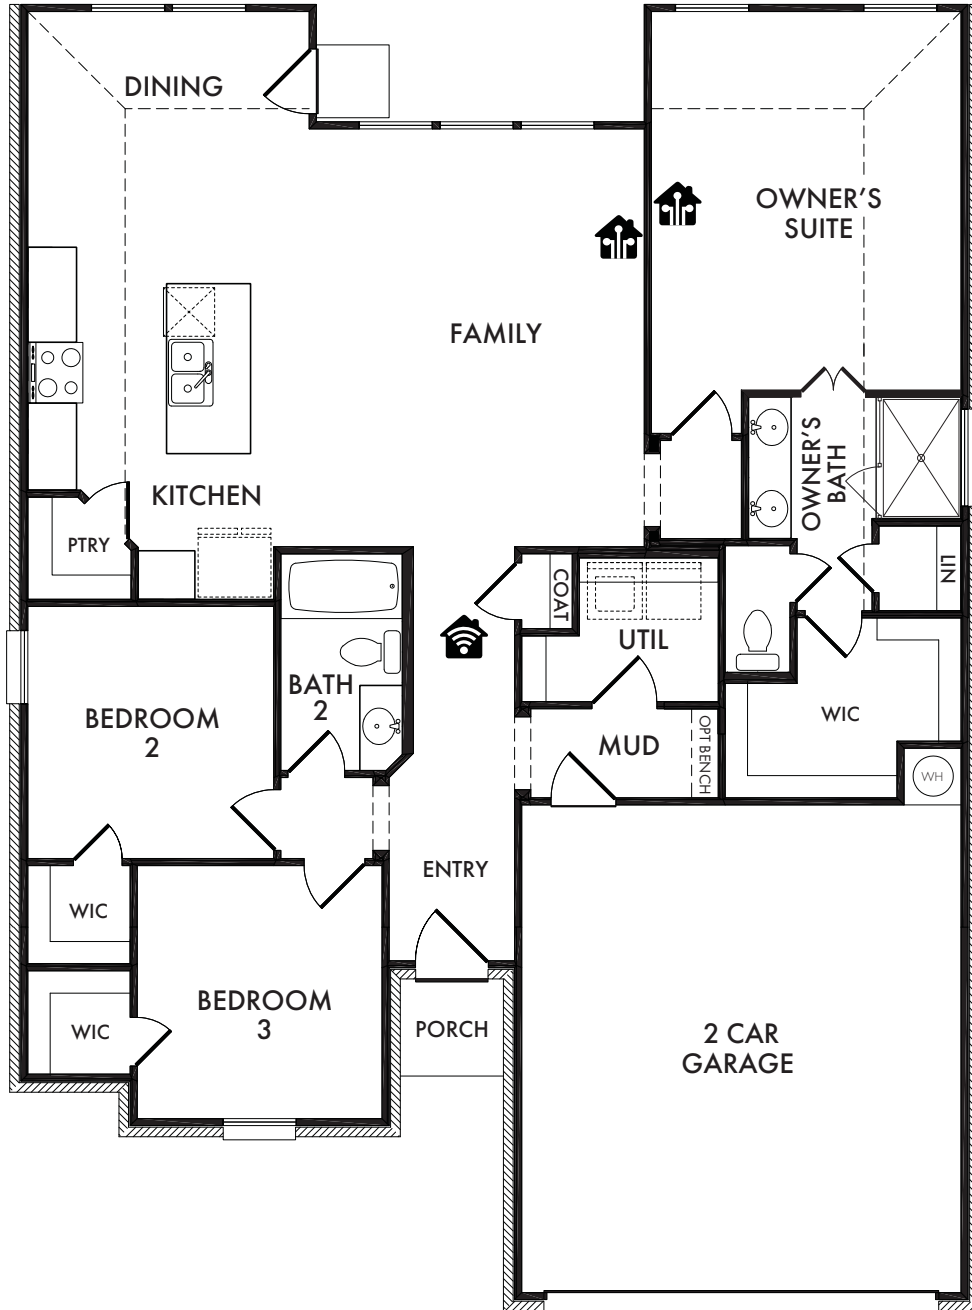 DINING
OWNER'S
SUITE
FAMILY
KITCHEN
OWNER'S
BATH
PTRY
COAT
LIN
UTIL
BATH
2
BEDROOM
2
MUD
OPT BENCH
WIC
WH
ENTRY
WIC
BEDROOM
3
WIC
PORCH
2 CAR
GARAGE